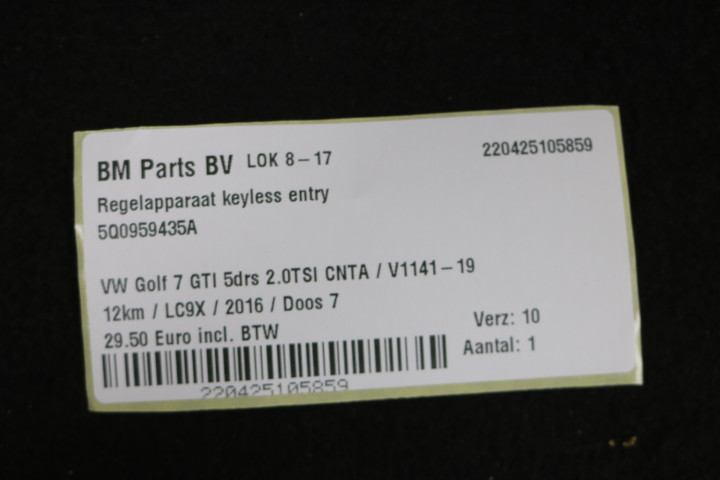 BM Parts BV LOK 8-17 220425105859
Regelapparaat keyless entry
5Q0959435A
VW Golf 7 GTI 5drs 2.0TSI CNTA / V1141-19
12km / LC9X / 2016 / Doos 7
29.50 Euro incl. BTW
Verz: 10
Aantal: 1
220425105859